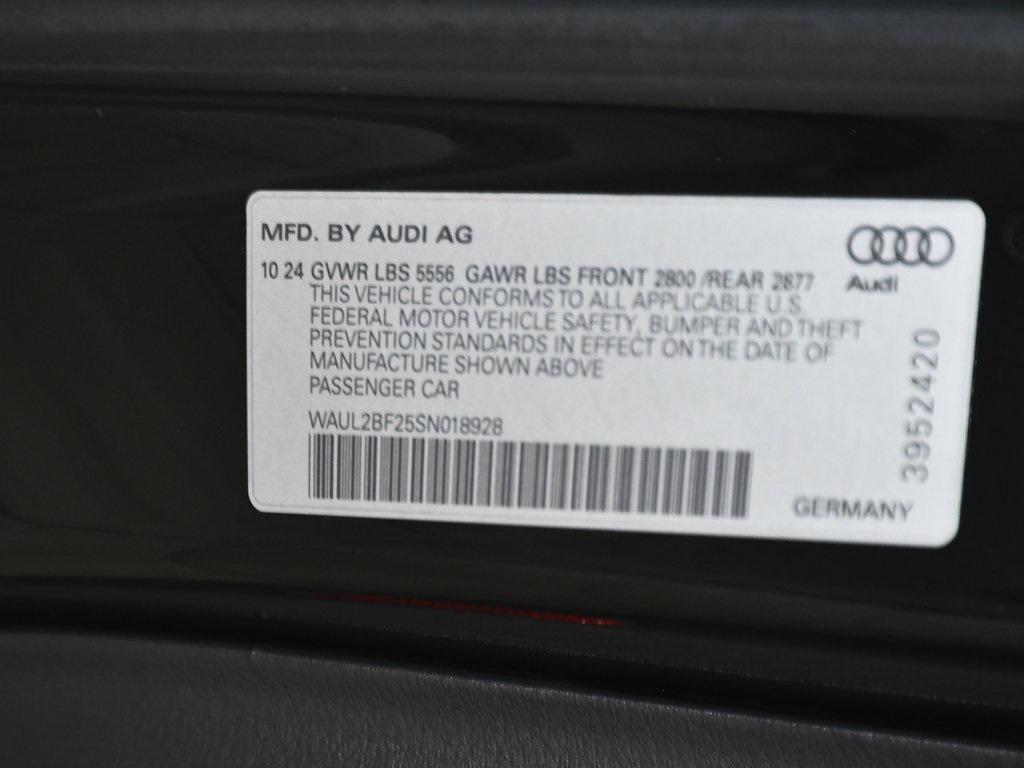 MFD. BY AUDI AG
Audi
10 24 GVWR LBS 5556 GAWR LBS FRONT 2800 /REAR 2877
THIS VEHICLE CONFORMS TO ALL APPLICABLE U.S.
FEDERAL MOTOR VEHICLE SAFETY, BUMPER AND THEFT
PREVENTION STANDARDS IN EFFECT ON THE DATE OF
MANUFACTURE SHOWN ABOVE
PASSENGER CAR
WAUL2BF25SN018928
3952420
GERMANY